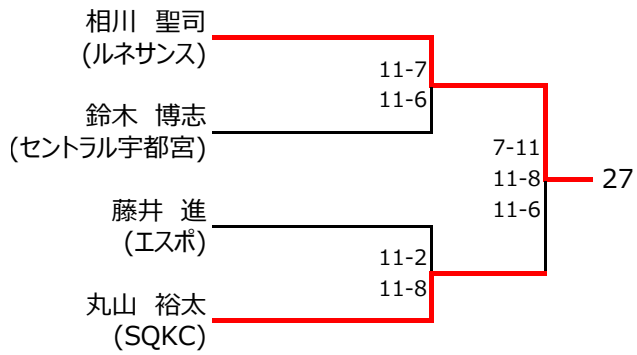 相川 聖司
(ルネサンス)
11-7
11-6
鈴木 博志
(セントラル宇都宮)
7-11
11-8
11-6
27
藤井 進
(エスポ)
11-2
11-8
丸山 裕太
(SQKC)